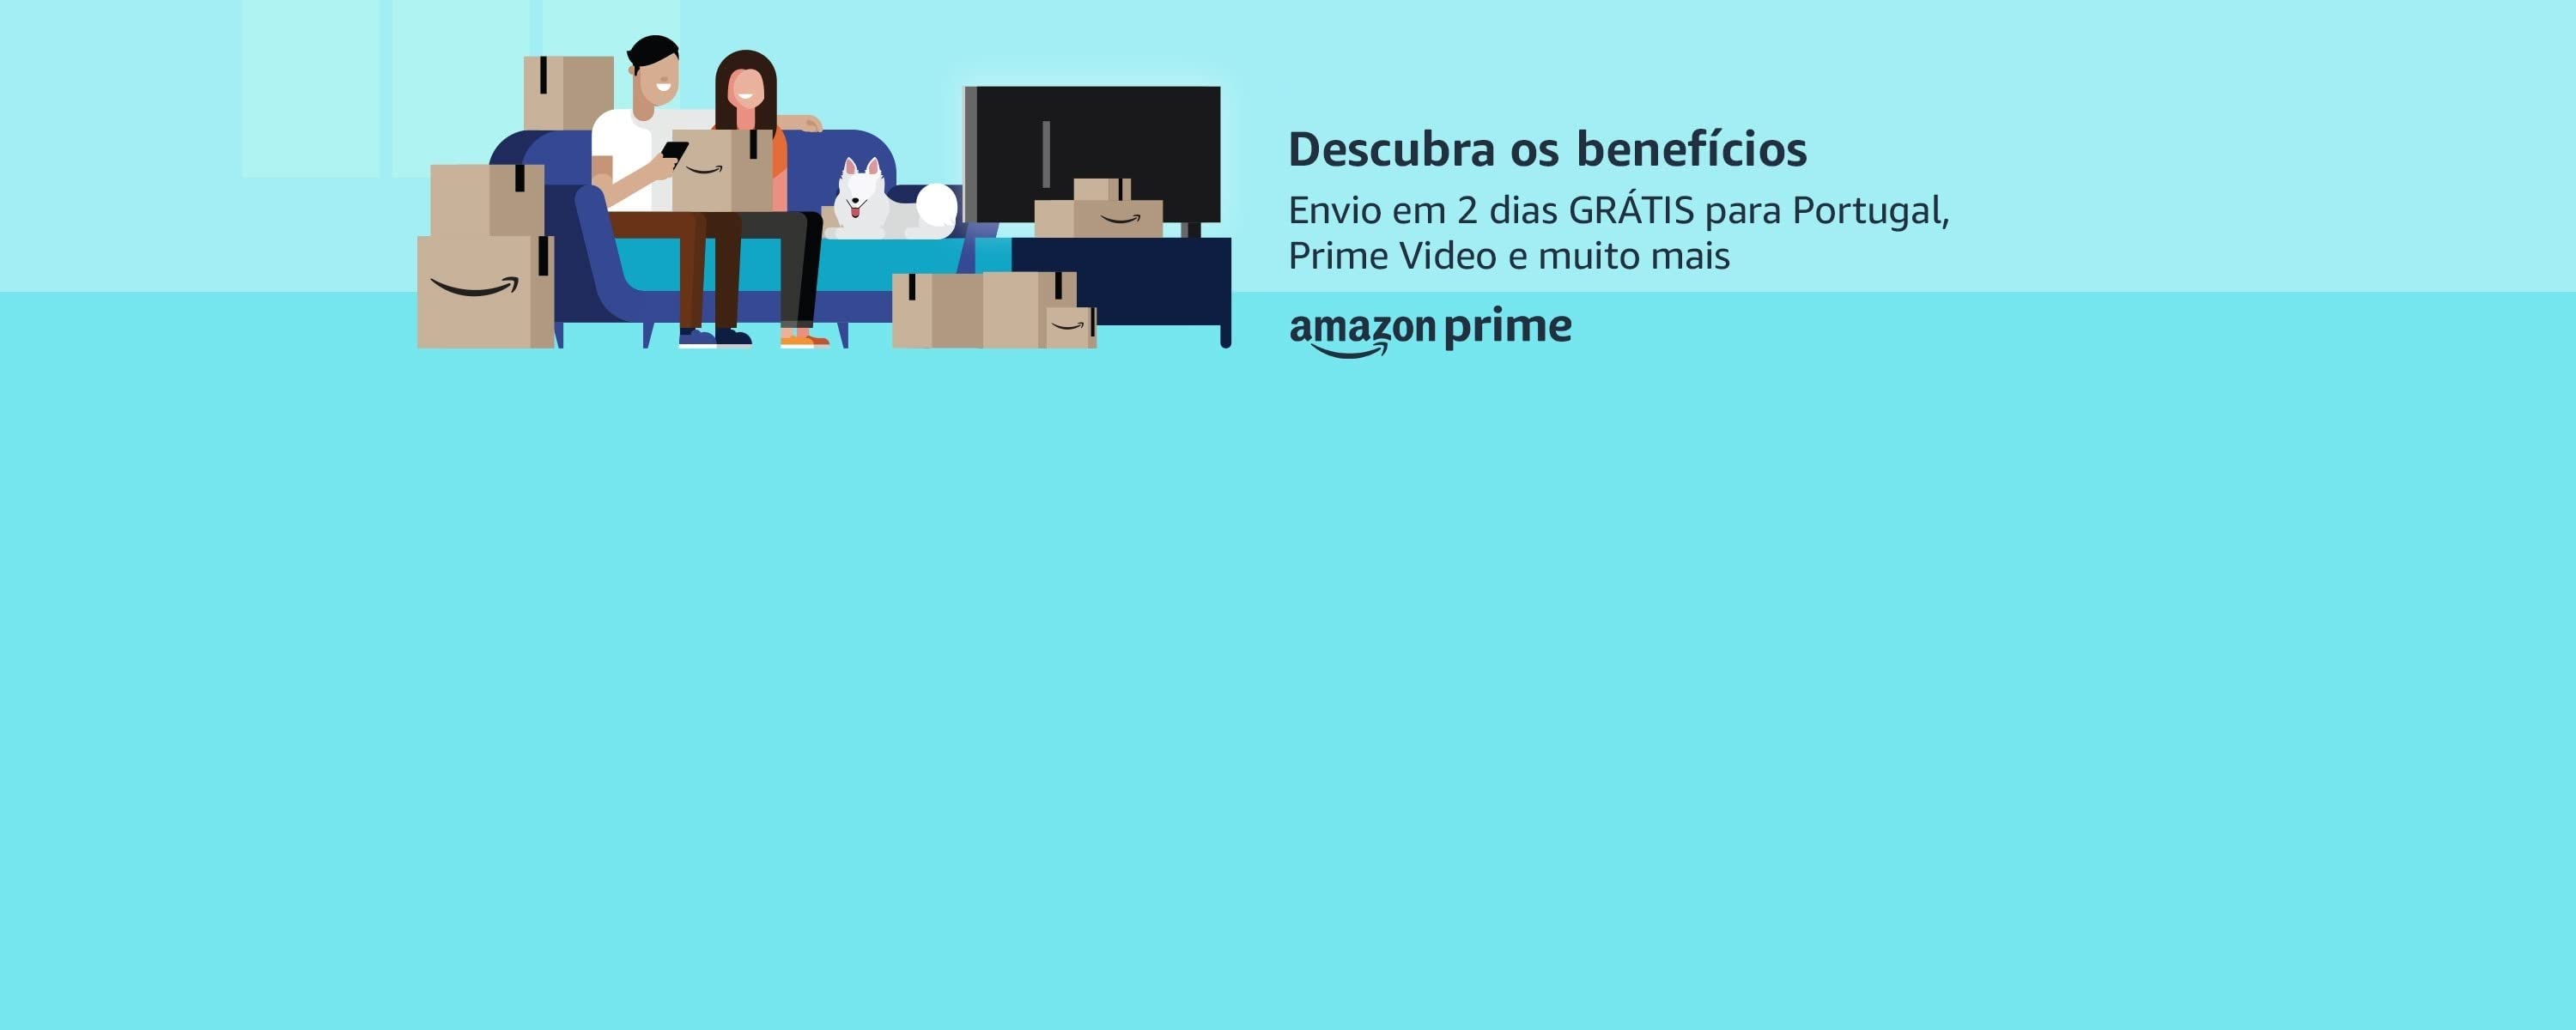 Descubra os benefícios
Envio em 2 dias GRÁTIS para Portugal,
Prime Video e muito mais
amazon prime